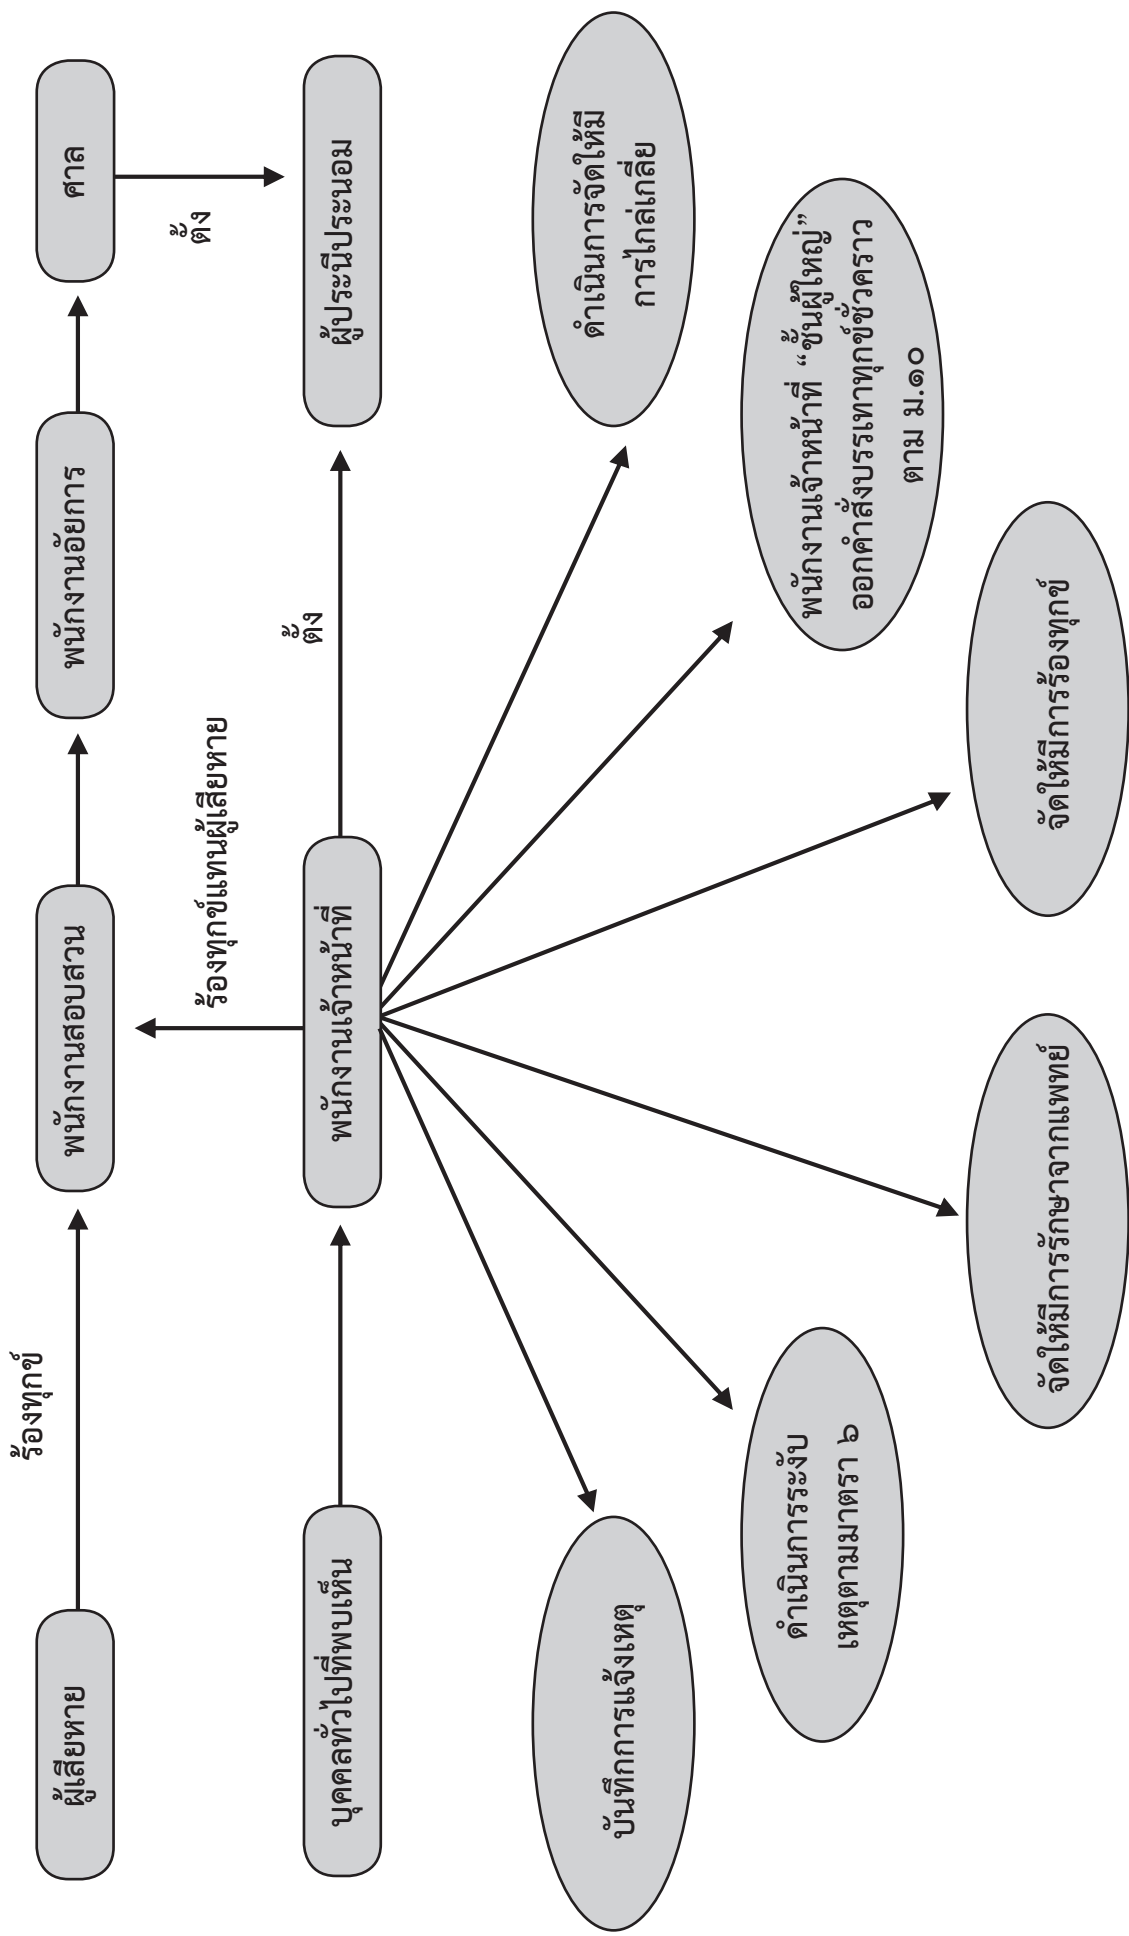 ร้องทุกข์
ผู้เสียหาย
พนักงานสอบสวน
พนักงานอัยการ
ศาล
ร้องทุกข์แทนผู้เสียหาย
ตั้ง
บุคคลทั่วไปที่พบเห็น
พนักงานเจ้าหน้าที่
ตั้ง
ผู้ประนีประนอม
บันทึกการแจ้งเหตุ
ดำเนินการระงับ
เหตุตามมาตรา ๖
จัดให้มีการรักษาจากแพทย์
จัดให้มีการร้องทุกข์
พนักงานเจ้าหน้าที่ “ชั้นผู้ใหญ่”
ออกคำสั่งบรรเทาทุกข์ชั่วคราว
ตาม ม.๑๐
ดำเนินการจัดให้มี
การไกล่เกลี่ย